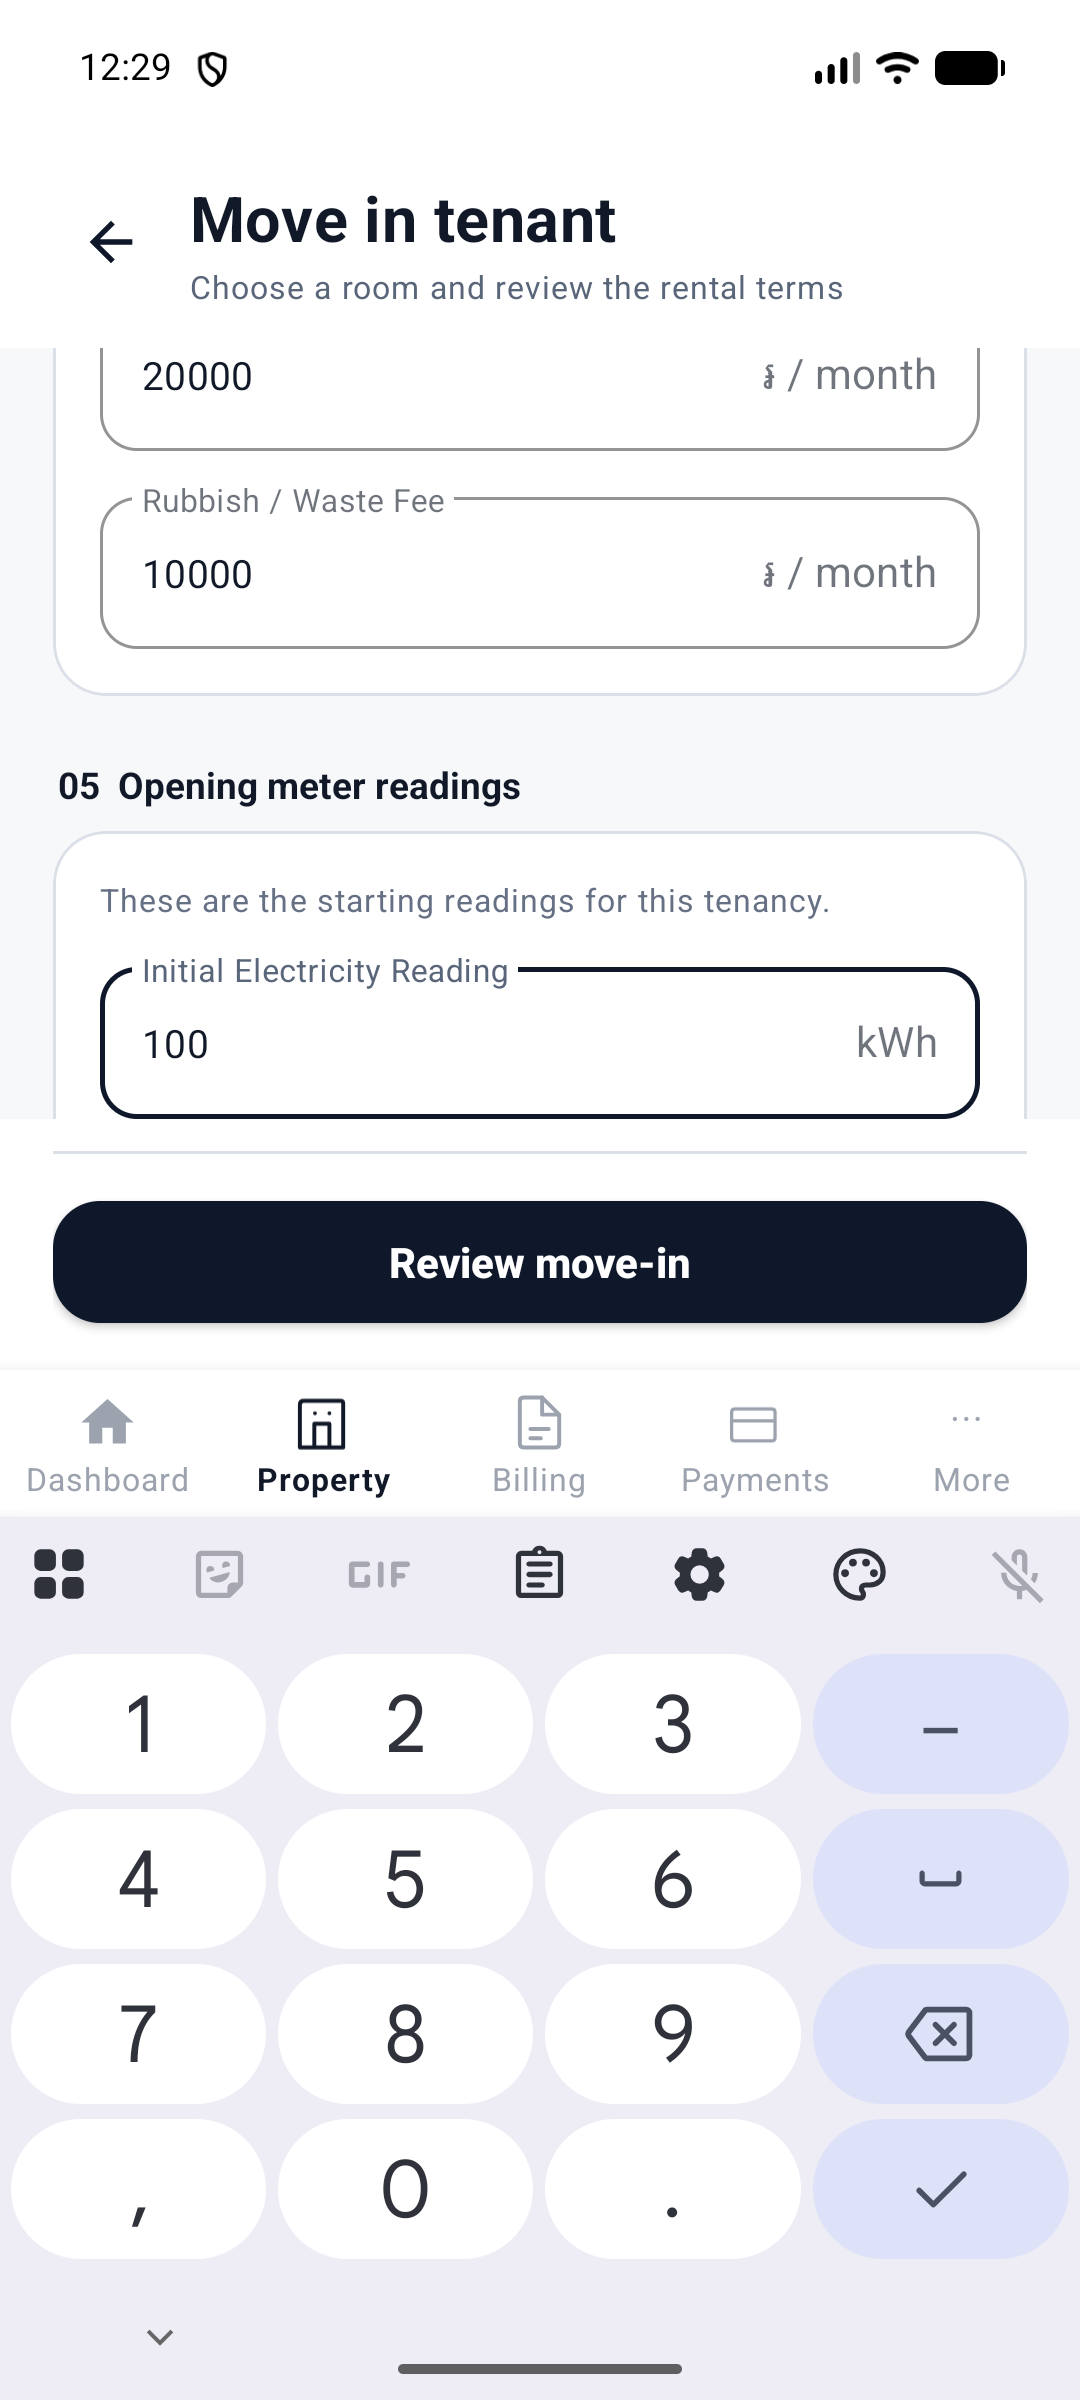 12:29
Move in tenant
Choose a room and review the rental terms
20000 ៛ / month
Rubbish / Waste Fee
10000 ៛ / month
05 Opening meter readings
These are the starting readings for this tenancy.
Initial Electricity Reading
100 kWh
Review move-in
Dashboard Property Billing Payments More
GIF
1 2 3 –
4 5 6
7 8 9
, 0 .